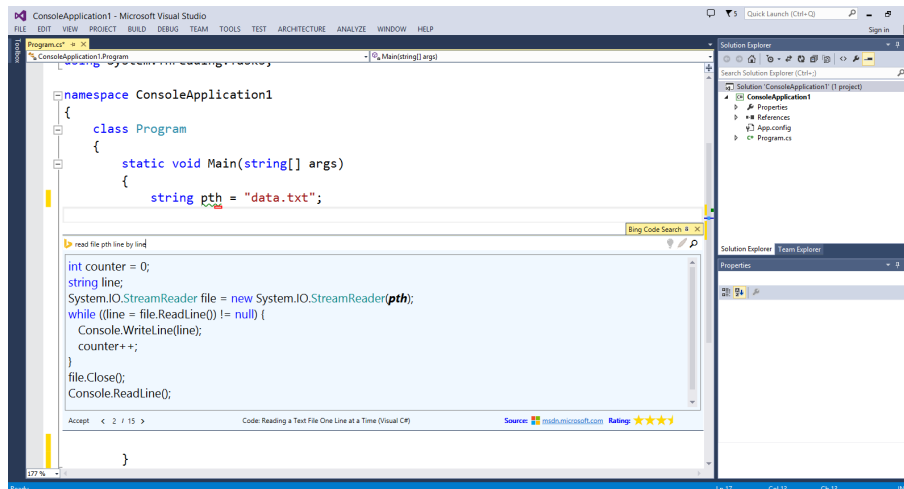 ConsoleApplication1 - Microsoft Visual Studio
5 Quick Launch (Ctrl+Q)
FILE EDIT VIEW PROJECT BUILD DEBUG TEAM TOOLS TEST ARCHITECTURE ANALYZE WINDOW HELP
Sign in
Toolbox
Program.cs*
Solution Explorer
ConsoleApplication1.Program
Main(string[] args)
Search Solution Explorer (Ctrl+;)
using System.Threading.Tasks;
Solution 'ConsoleApplication1' (1 project)
ConsoleApplication1
Properties
References
App.config
C# Program.cs
namespace ConsoleApplication1
{
class Program
{
static void Main(string[] args)
{
string pth = "data.txt";
Bing Code Search
read file pth line by line
Solution Explorer Team Explorer
Properties
int counter = 0;
string line;
System.IO.StreamReader file = new System.IO.StreamReader(pth);
while ((line = file.ReadLine()) != null) {
Console.WriteLine(line);
counter++;
}
file.Close();
Console.ReadLine();
Accept < 2 / 15 > Code: Reading a Text File One Line at a Time (Visual C#) Source: msdn.microsoft.com Rating:
}
177 %